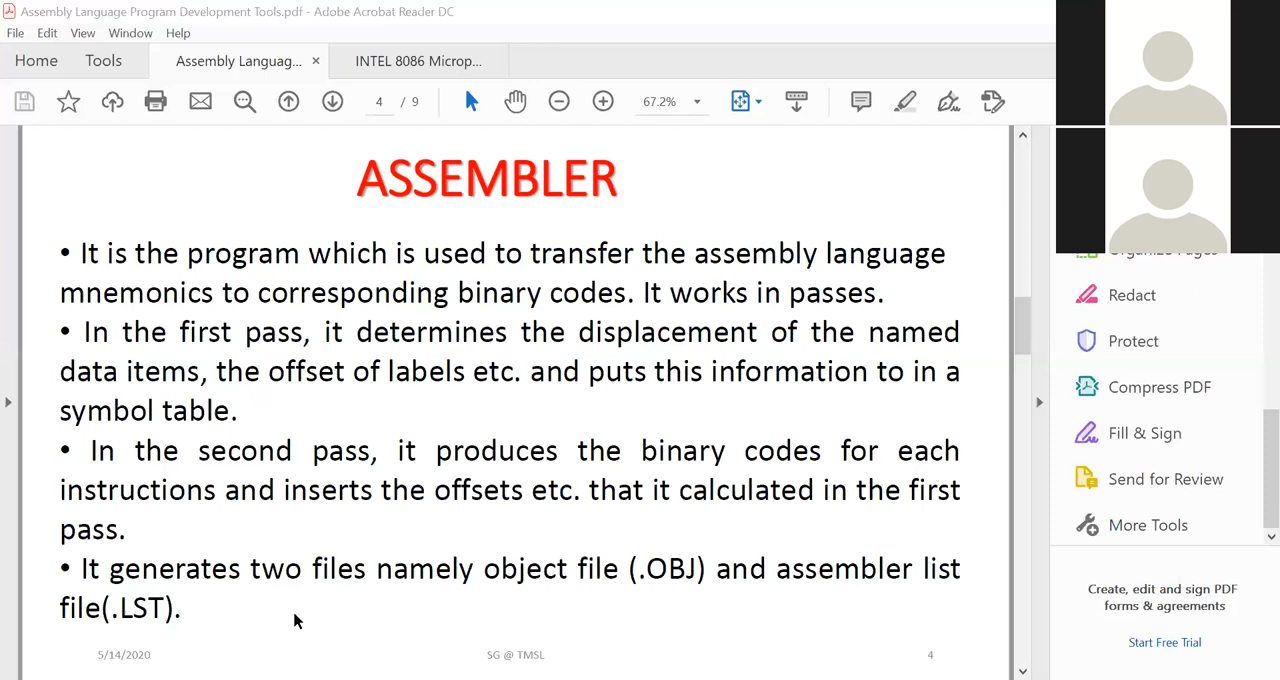 Assembly Language Program Development Tools.pdf - Adobe Acrobat Reader DC
File Edit View Window Help
Home Tools Assembly Languag... × INTEL 8086 Microp...
4 / 9 67.2%
ASSEMBLER
• It is the program which is used to transfer the assembly language
mnemonics to corresponding binary codes. It works in passes.
• In the first pass, it determines the displacement of the named
data items, the offset of labels etc. and puts this information to in a
symbol table.
• In the second pass, it produces the binary codes for each
instructions and inserts the offsets etc. that it calculated in the first
pass.
• It generates two files namely object file (.OBJ) and assembler list
file(.LST).
5/14/2020 SG @ TMSL 4
Organize Pages
Redact
Protect
Compress PDF
Fill & Sign
Send for Review
More Tools
Create, edit and sign PDF
forms & agreements
Start Free Trial